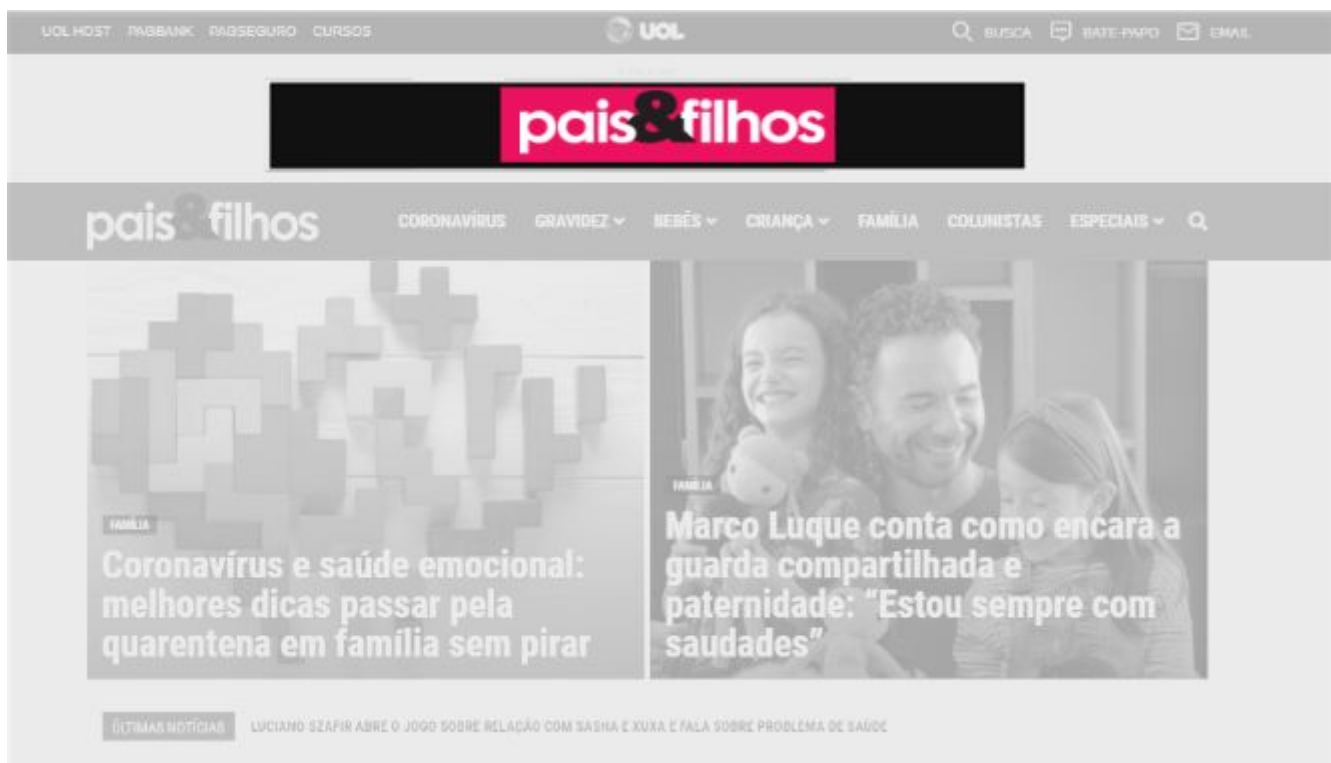 UOL HOST PAGBANK PAGSEGURO CURSOS UOL BUSCA BATE-PAPO EMAIL
pais&filhos
pais&filhos CORONAVÍRUS GRAVIDEZ BEBÊS CRIANÇA FAMÍLIA COLUNISTAS ESPECIAIS
FAMÍLIA
Coronavírus e saúde emocional:
melhores dicas passar pela
quarentena em família sem pirar
FAMÍLIA
Marco Luque conta como encara a
guarda compartilhada e
paternidade: “Estou sempre com
saudades”
ÚLTIMAS NOTÍCIAS LUCIANO SZAFIR ABRE O JOGO SOBRE RELAÇÃO COM SASHA E XUXA E FALA SOBRE PROBLEMA DE SAÚDE